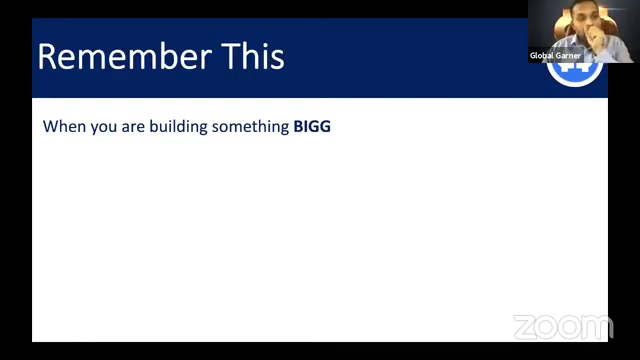 Remember This
Global Garner
When you are building something BIGG
zoom